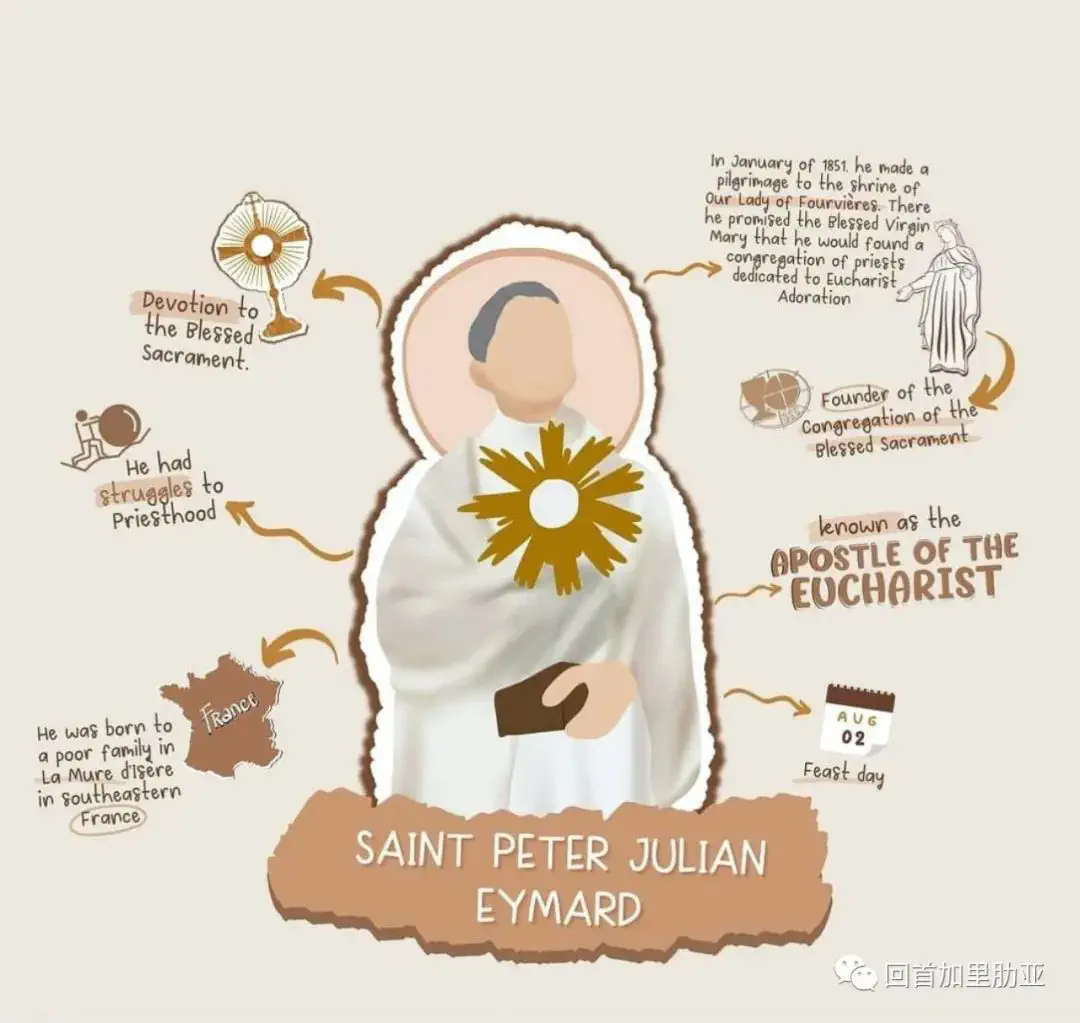 In January of 1851. he made a
pilgrimage to the shrine of
Our Lady of Fourvières. There
he promised the Blessed Virgin
Mary that he would found a
congregation of priests
dedicated to Eucharist
Adoration
Devotion to
the Blessed
Sacrament.
Founder of the
Congregation of the
Blessed Sacrament
He had
struggles to
Priesthood
known as the
APOSTLE OF THE
EUCHARIST
France
He was born to
a poor family in
La Mure d'Isère
in southeastern
France
AUG
02
Feast day
SAINT PETER JULIAN
EYMARD
回首加里肋亚